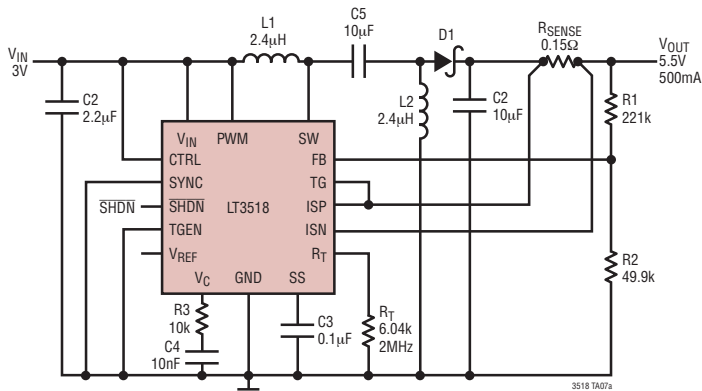 L1
2.4µH
C5
10µF
D1
RSENSE
0.15Ω
VIN
3V
VOUT
5.5V
500mA
C2
2.2µF
L2
2.4µH
C2
10µF
R1
221k
VIN PWM SW
CTRL FB
SYNC TG
SHDN SHDN LT3518 ISP
TGEN ISN
VREF RT
VC GND SS
R2
49.9k
R3
10k
C4
10nF
C3
0.1µF
RT
6.04k
2MHz
3518 TA07a